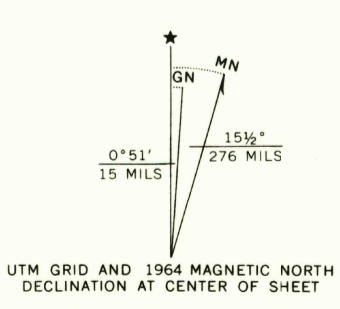 ★
MN
GN
15½°
276 MILS
0°51'
15 MILS
UTM GRID AND 1964 MAGNETIC NORTH
DECLINATION AT CENTER OF SHEET